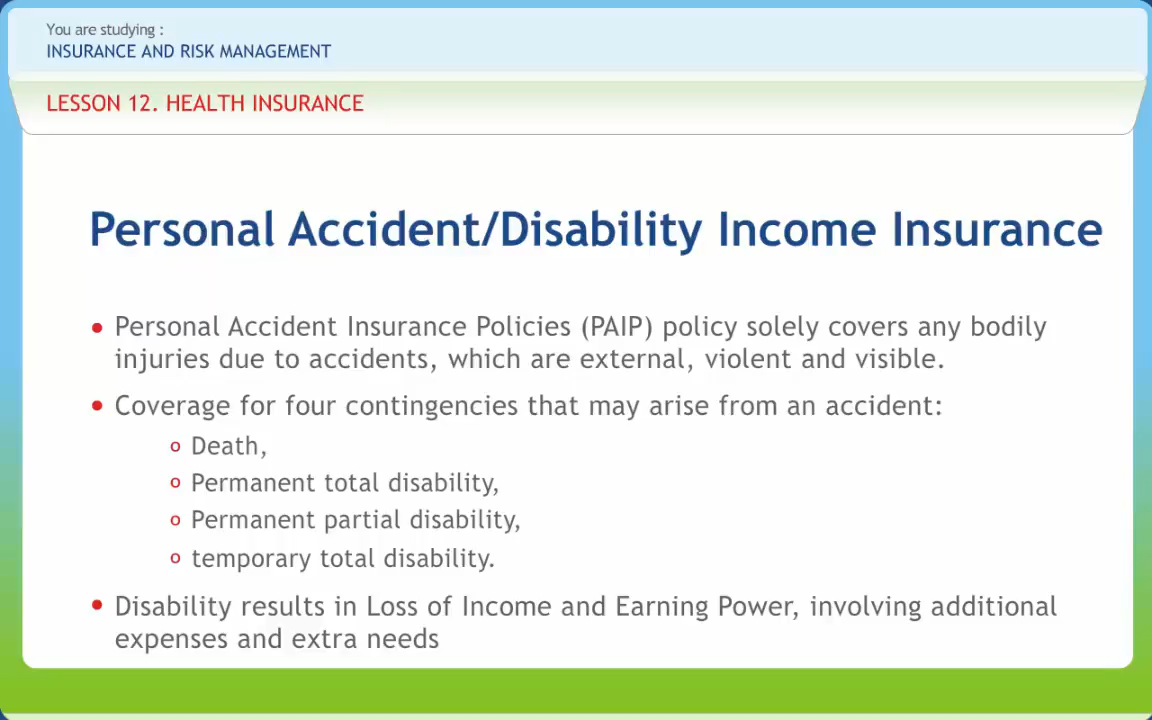 You are studying :
INSURANCE AND RISK MANAGEMENT
LESSON 12. HEALTH INSURANCE
Personal Accident/Disability Income Insurance
• Personal Accident Insurance Policies (PAIP) policy solely covers any bodily
injuries due to accidents, which are external, violent and visible.
• Coverage for four contingencies that may arise from an accident:
o Death,
o Permanent total disability,
o Permanent partial disability,
o temporary total disability.
• Disability results in Loss of Income and Earning Power, involving additional
expenses and extra needs